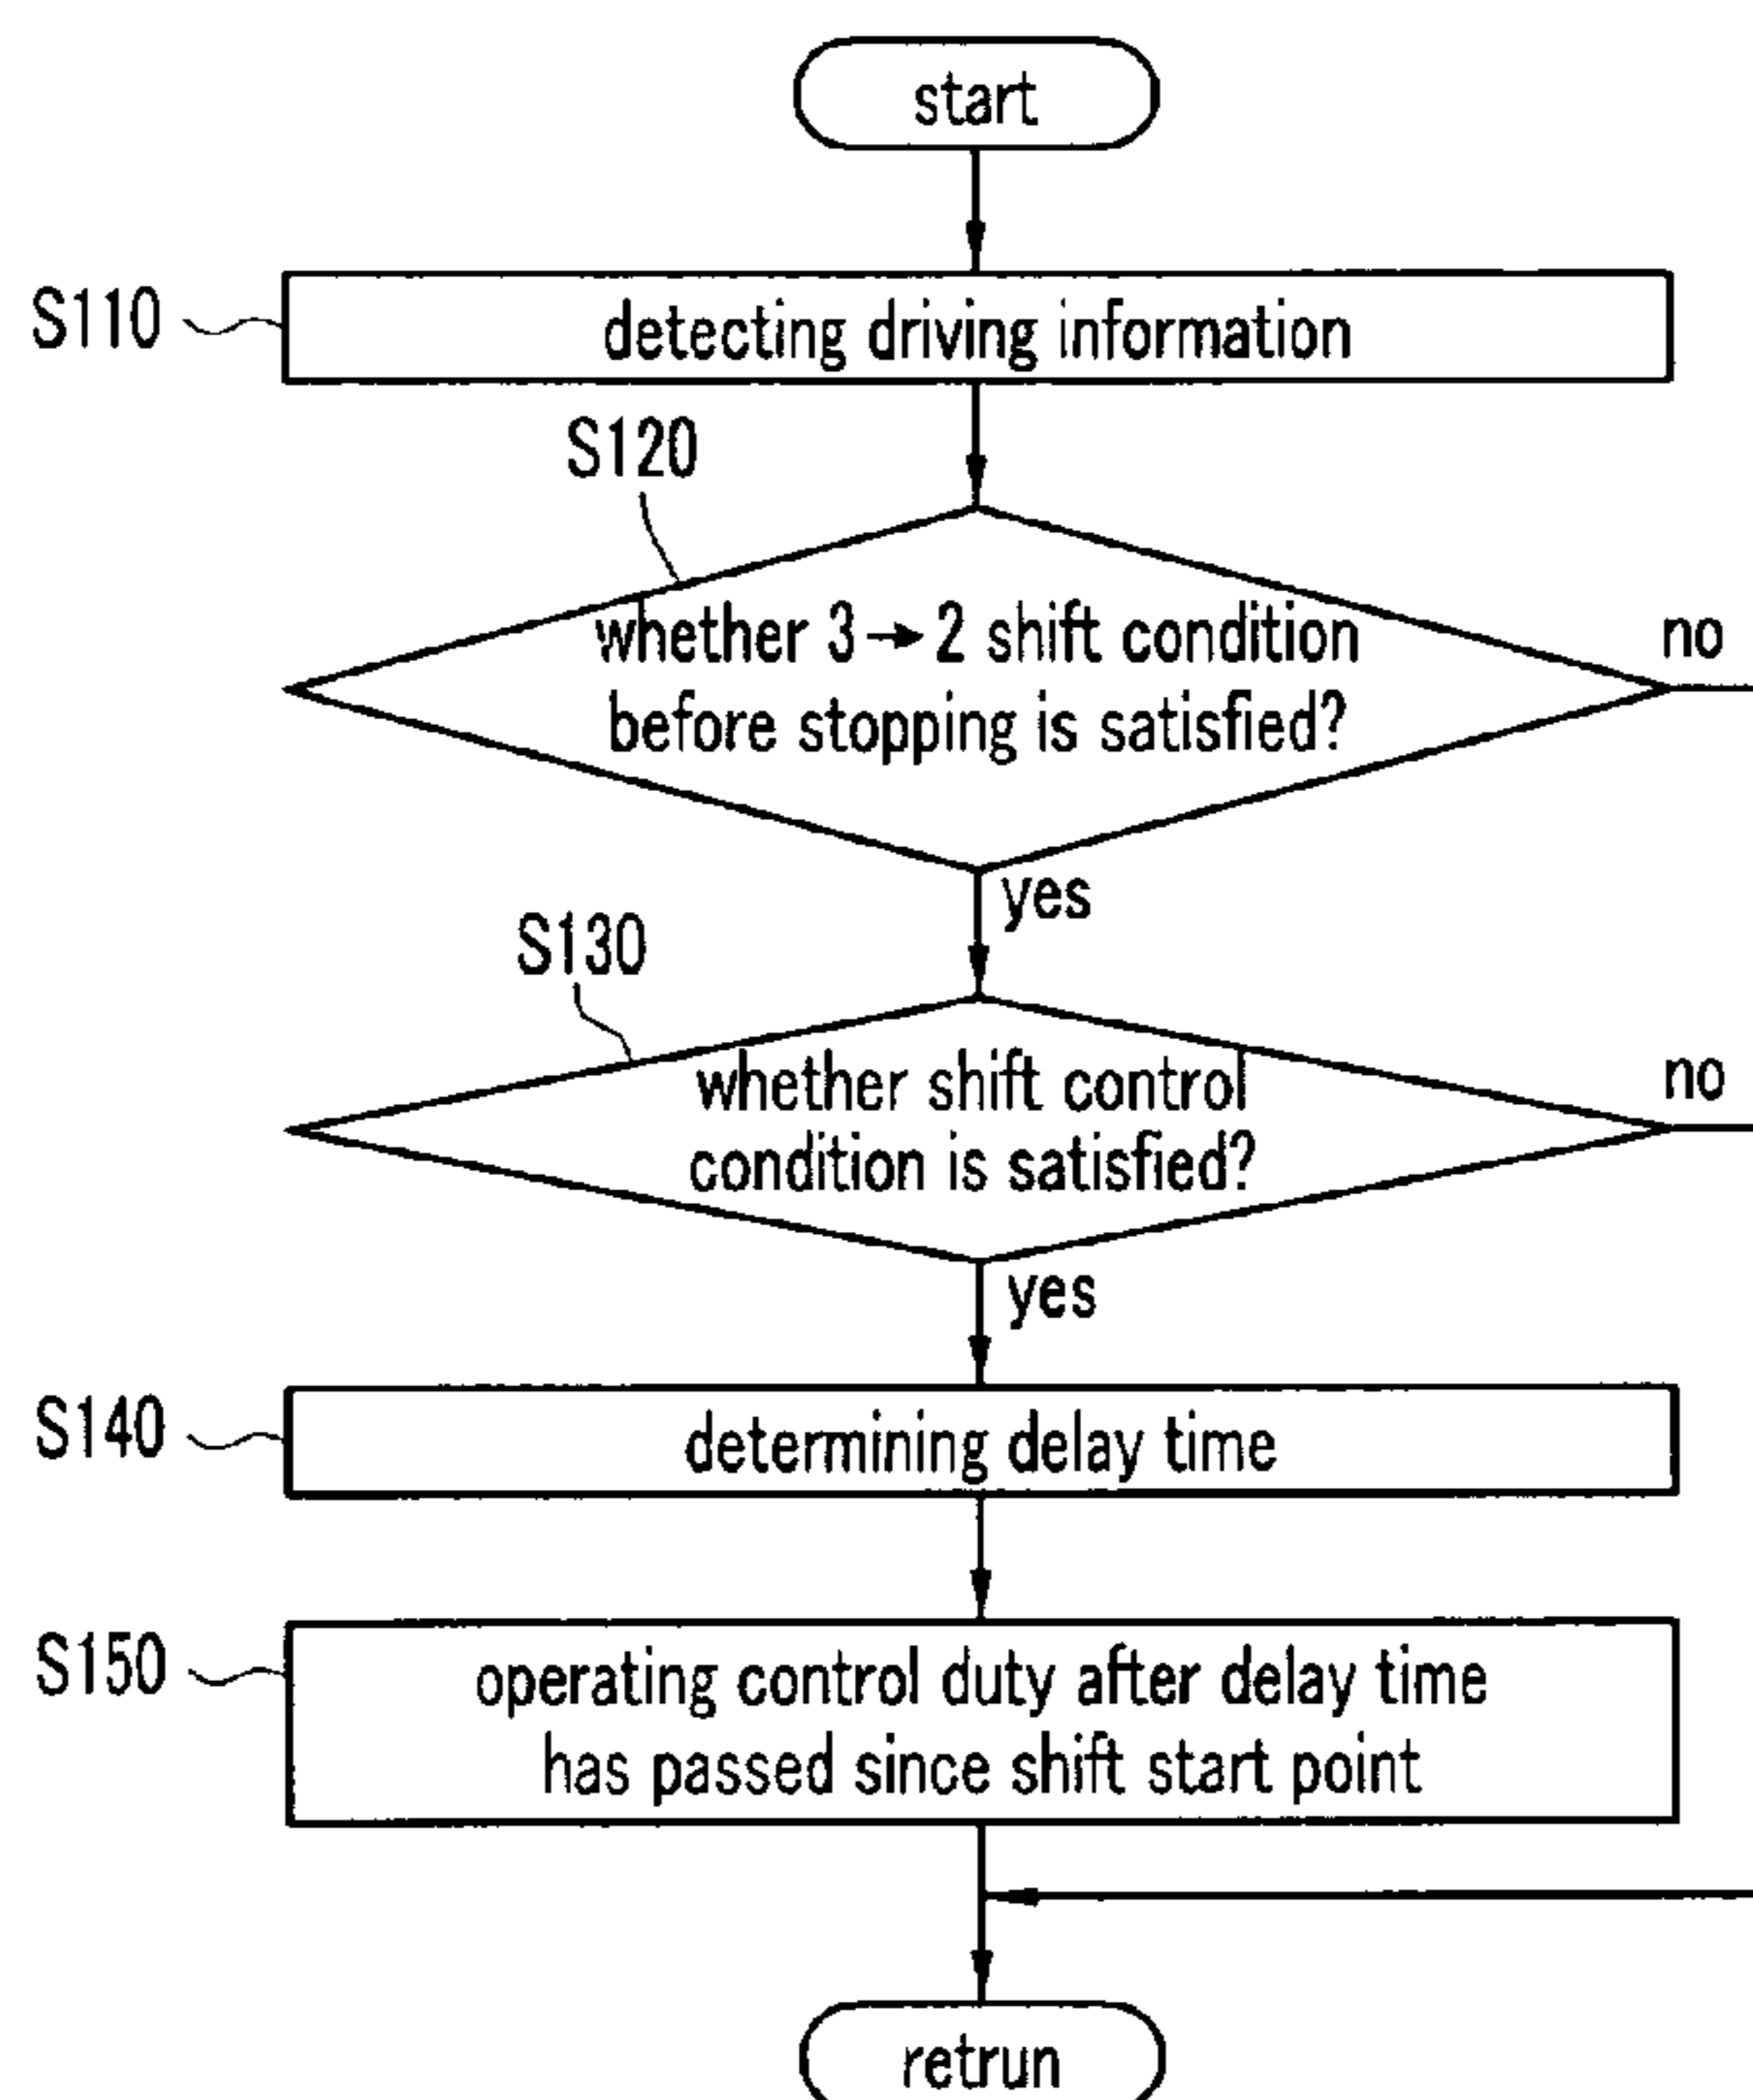 start
S110
detecting driving information
S120
whether 3→2 shift condition
before stopping is satisfied?
no
yes
S130
whether shift control
condition is satisfied?
no
yes
S140
determining delay time
S150
operating control duty after delay time
has passed since shift start point
retrun